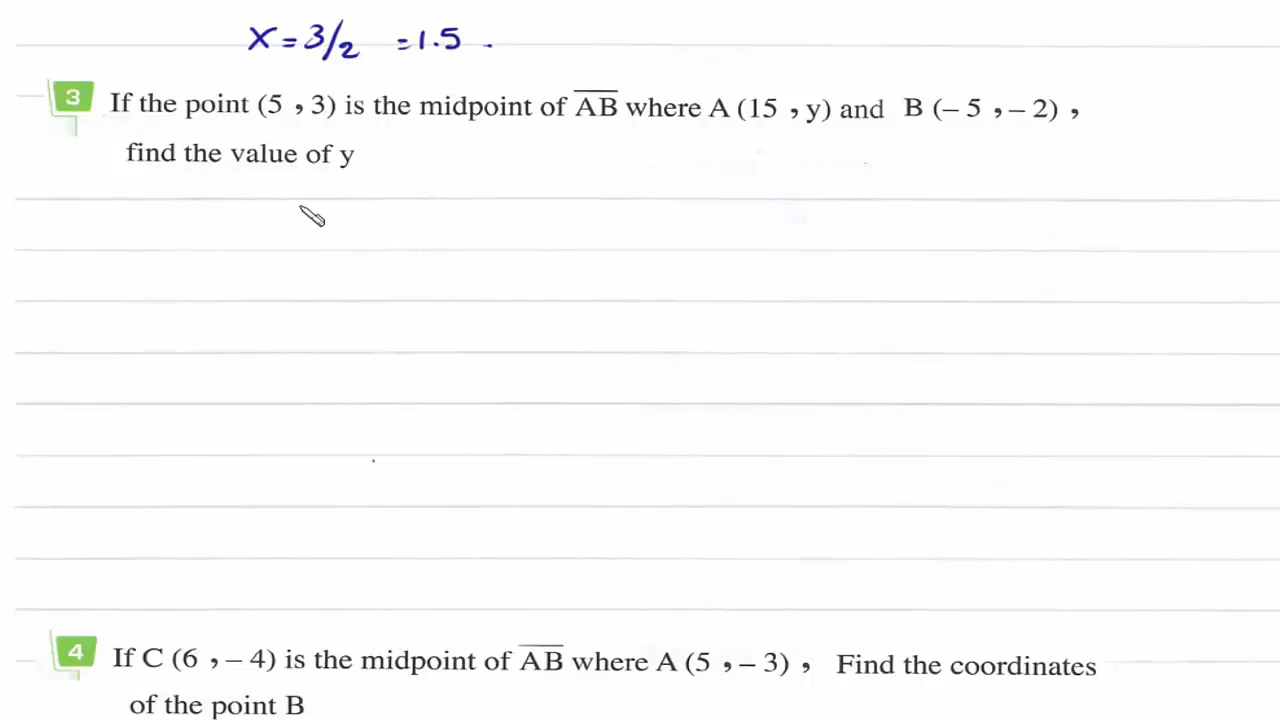 X = 3/2 = 1.5 .
3 If the point (5 , 3) is the midpoint of A͞B͞ where A (15 , y) and B (– 5 , – 2) ,
find the value of y
4 If C (6 , – 4) is the midpoint of A͞B͞ where A (5 , – 3) , Find the coordinates
of the point B